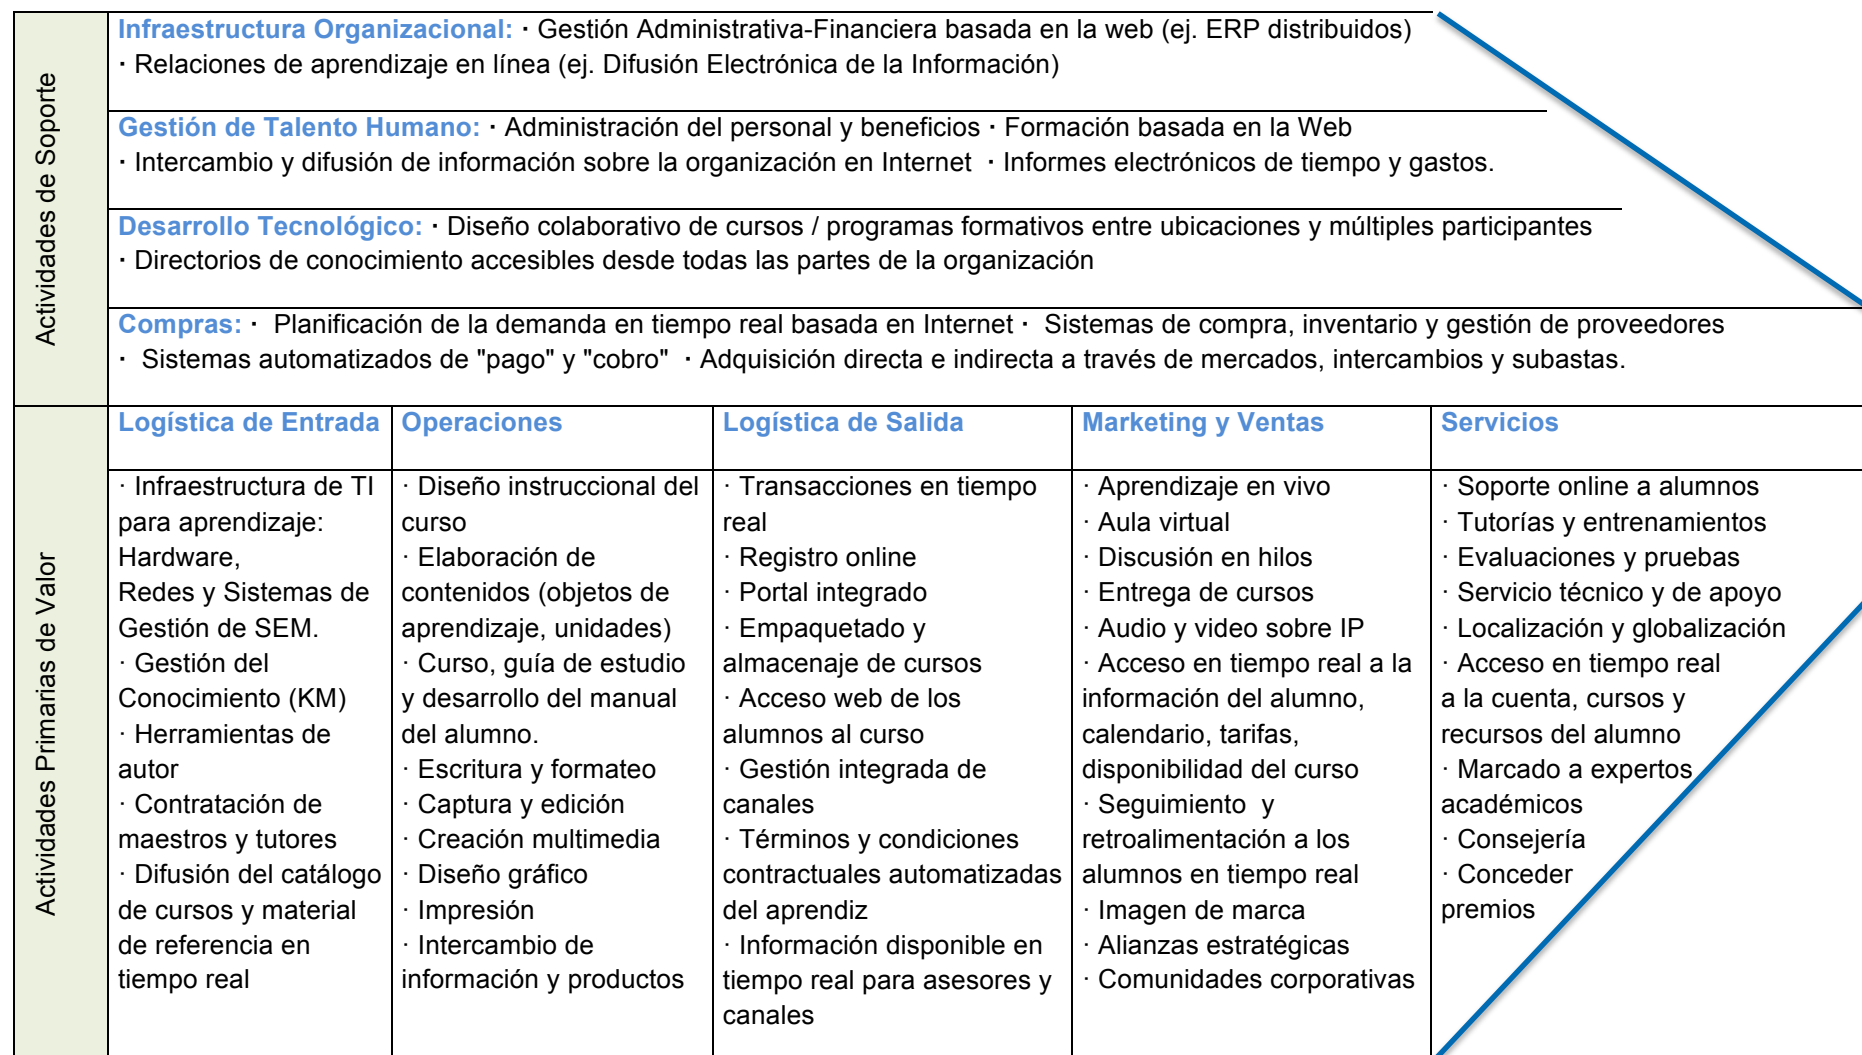 Actividades de Soporte
Infraestructura Organizacional: · Gestión Administrativa-Financiera basada en la web (ej. ERP distribuidos)
· Relaciones de aprendizaje en línea (ej. Difusión Electrónica de la Información)
Gestión de Talento Humano: · Administración del personal y beneficios · Formación basada en la Web
· Intercambio y difusión de información sobre la organización en Internet · Informes electrónicos de tiempo y gastos.
Desarrollo Tecnológico: · Diseño colaborativo de cursos / programas formativos entre ubicaciones y múltiples participantes
· Directorios de conocimiento accesibles desde todas las partes de la organización
Compras: · Planificación de la demanda en tiempo real basada en Internet · Sistemas de compra, inventario y gestión de proveedores
· Sistemas automatizados de "pago" y "cobro" · Adquisición directa e indirecta a través de mercados, intercambios y subastas.
Actividades Primarias de Valor
Logística de Entrada
· Infraestructura de TI
para aprendizaje:
Hardware,
Redes y Sistemas de
Gestión de SEM.
· Gestión del
Conocimiento (KM)
· Herramientas de
autor
· Contratación de
maestros y tutores
· Difusión del catálogo
de cursos y material
de referencia en
tiempo real
Operaciones
· Diseño instruccional del
curso
· Elaboración de
contenidos (objetos de
aprendizaje, unidades)
· Curso, guía de estudio
y desarrollo del manual
del alumno.
· Escritura y formateo
· Captura y edición
· Creación multimedia
· Diseño gráfico
· Impresión
· Intercambio de
información y productos
Logística de Salida
· Transacciones en tiempo
real
· Registro online
· Portal integrado
· Empaquetado y
almacenaje de cursos
· Acceso web de los
alumnos al curso
· Gestión integrada de
canales
· Términos y condiciones
contractuales automatizadas
del aprendiz
· Información disponible en
tiempo real para asesores y
canales
Marketing y Ventas
· Aprendizaje en vivo
· Aula virtual
· Discusión en hilos
· Entrega de cursos
· Audio y video sobre IP
· Acceso en tiempo real a la
información del alumno,
calendario, tarifas,
disponibilidad del curso
· Seguimiento y
retroalimentación a los
alumnos en tiempo real
· Imagen de marca
· Alianzas estratégicas
· Comunidades corporativas
Servicios
· Soporte online a alumnos
· Tutorías y entrenamientos
· Evaluaciones y pruebas
· Servicio técnico y de apoyo
· Localización y globalización
· Acceso en tiempo real
a la cuenta, cursos y
recursos del alumno
· Marcado a expertos
académicos
· Consejería
· Conceder
premios